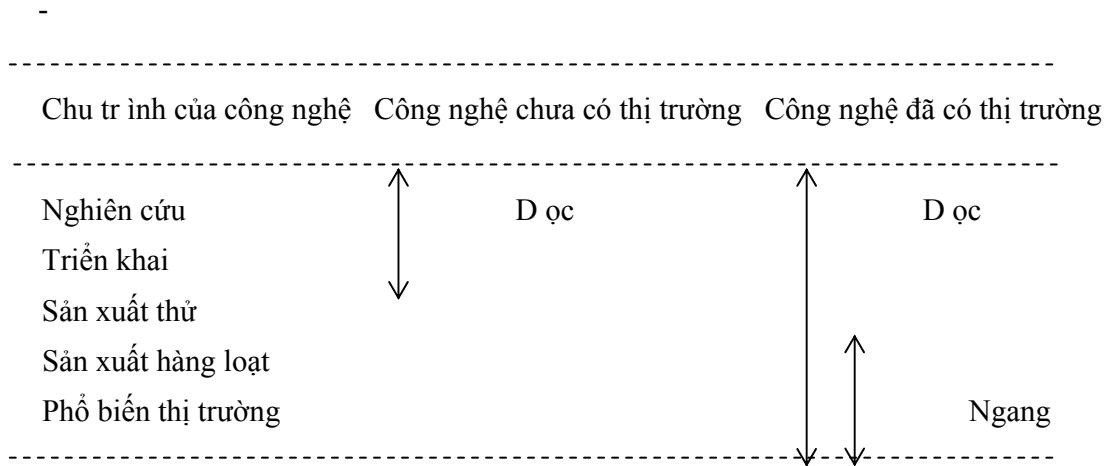 -
Chu tr ình của công nghệ Công nghệ chưa có thị trường Công nghệ đã có thị trường
Nghiên cứu D ọc D ọc
Triển khai
Sản xuất thử
Sản xuất hàng loạt
Phổ biến thị trường Ngang